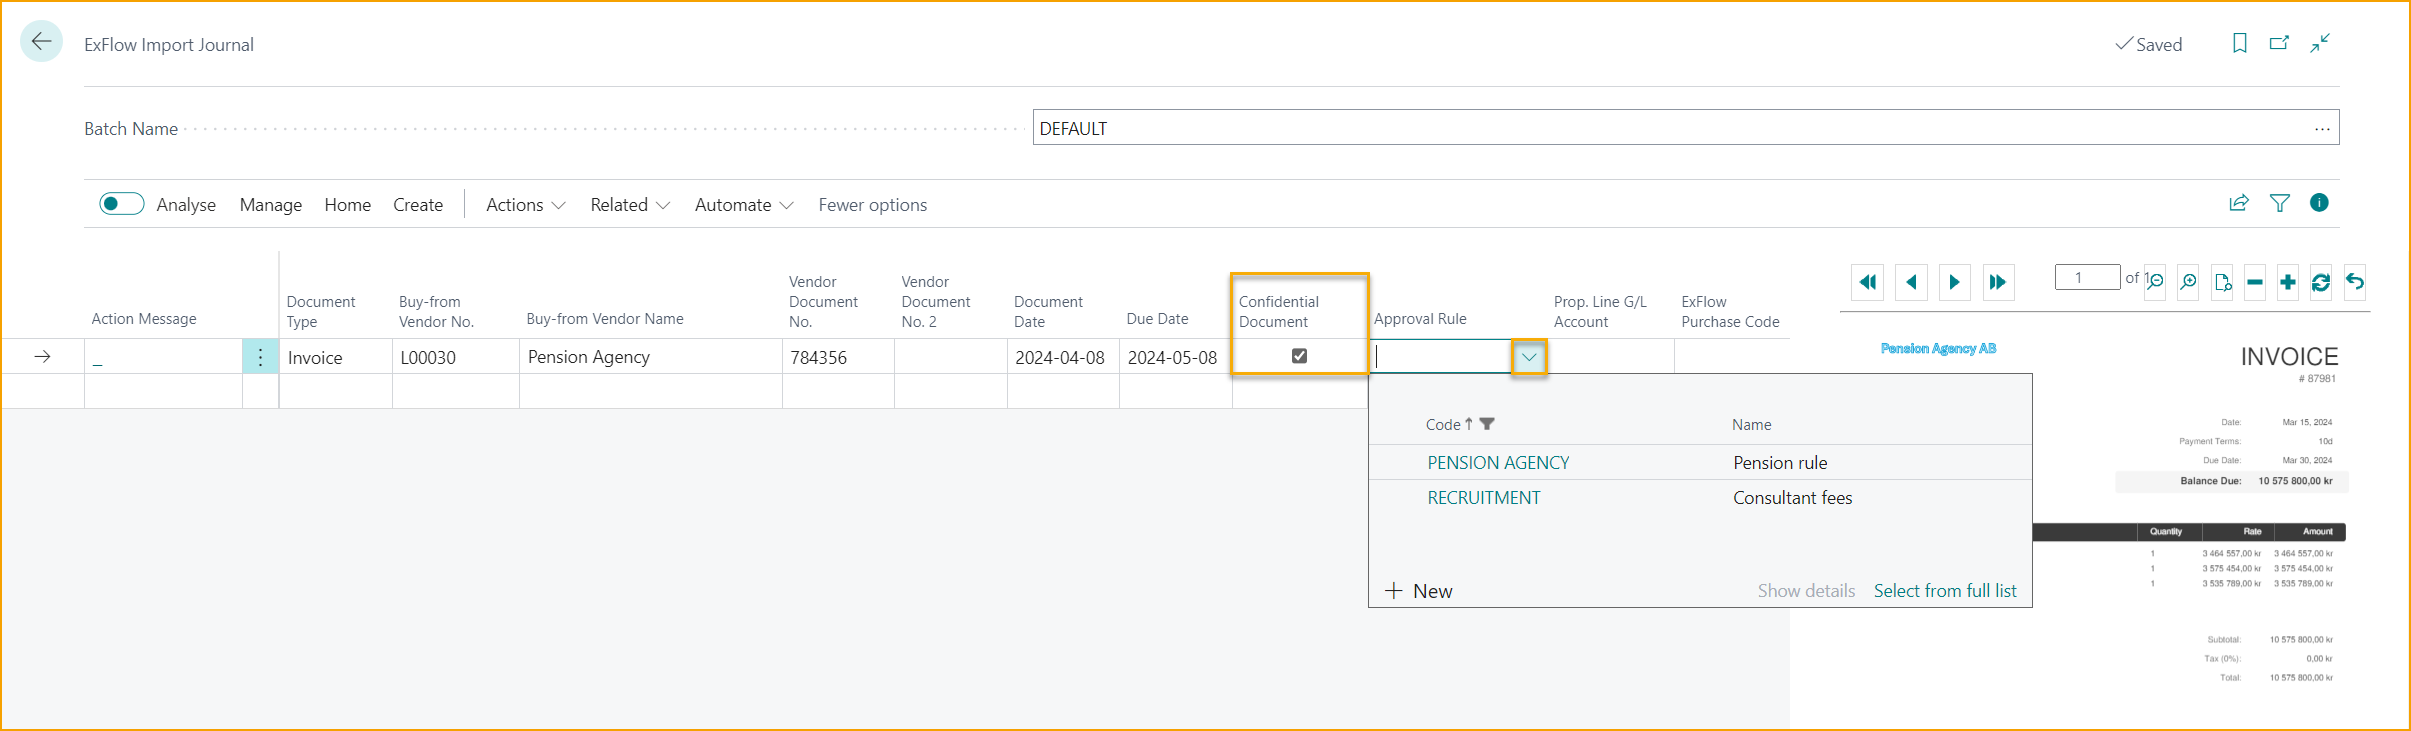 ExFlow Import Journal
Saved
Batch Name
DEFAULT
...
Analyse Manage Home Create Actions Related Automate Fewer options
1 of 1
Action Message
Document Type
Buy-from Vendor No.
Buy-from Vendor Name
Vendor Document No.
Vendor Document No. 2
Document Date
Due Date
Confidential Document
Approval Rule
Prop. Line G/L Account
ExFlow Purchase Code
_ Invoice L00030 Pension Agency 784356 2024-04-08 2024-05-08
Code Name
PENSION AGENCY Pension rule
RECRUITMENT Consultant fees
New Show details Select from full list
Pension Agency AB
INVOICE
# 87981
Date: Mar 15, 2024
Payment Terms: 10d
Due Date: Mar 30, 2024
Balance Due: 10 575 800,00 kr
Quantity Rate Amount
1 3 464 557,00 kr 3 464 557,00 kr
1 3 575 454,00 kr 3 575 454,00 kr
1 3 535 789,00 kr 3 535 789,00 kr
Subtotal: 10 575 800,00 kr
Tax (0%): 0,00 kr
Total: 10 575 800,00 kr